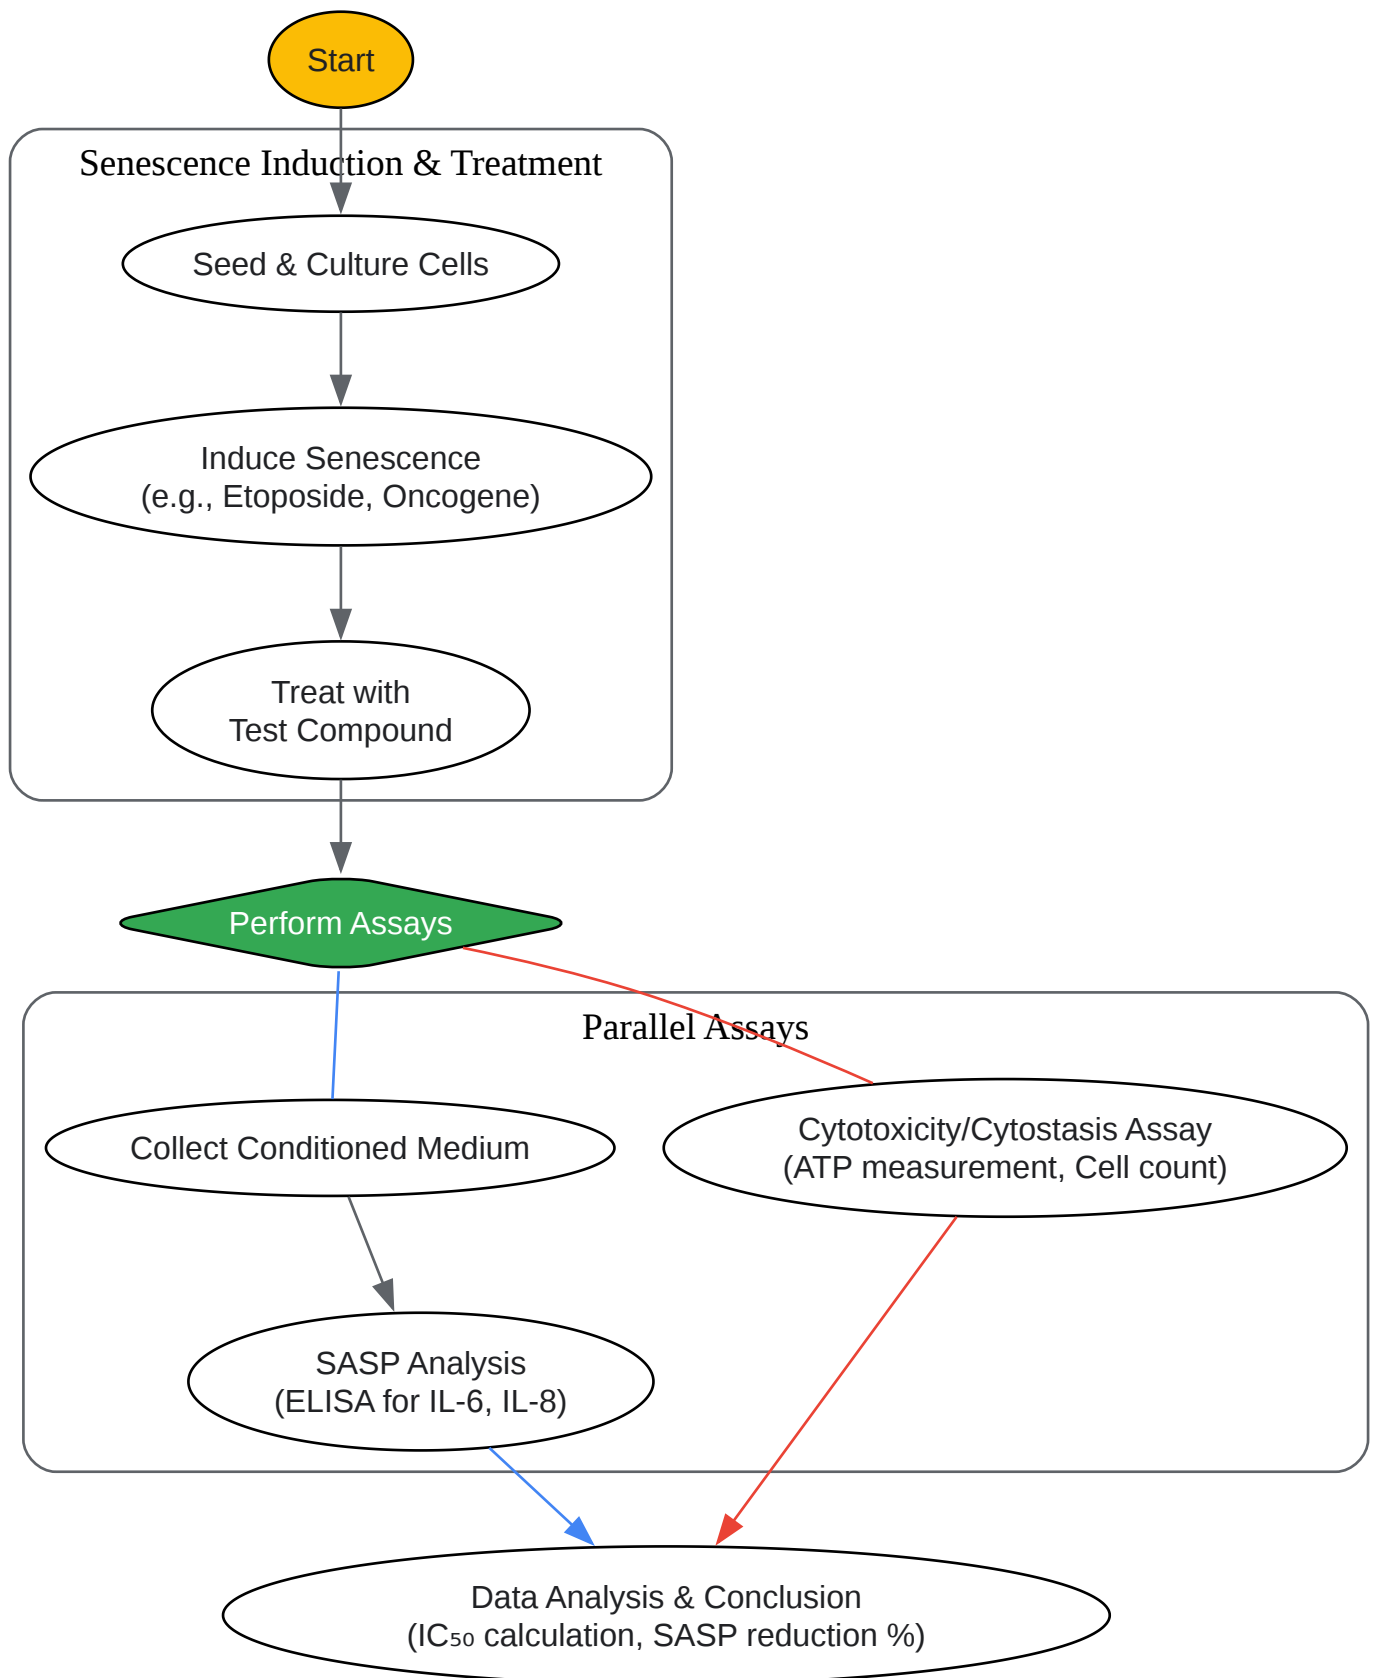 Start
Senescence Induction & Treatment
Seed & Culture Cells
Induce Senescence
(e.g., Etoposide, Oncogene)
Treat with
Test Compound
Perform Assays
Parallel Assays
Collect Conditioned Medium
Cytotoxicity/Cytostasis Assay
(ATP measurement, Cell count)
SASP Analysis
(ELISA for IL-6, IL-8)
Data Analysis & Conclusion
(IC₅₀ calculation, SASP reduction %)